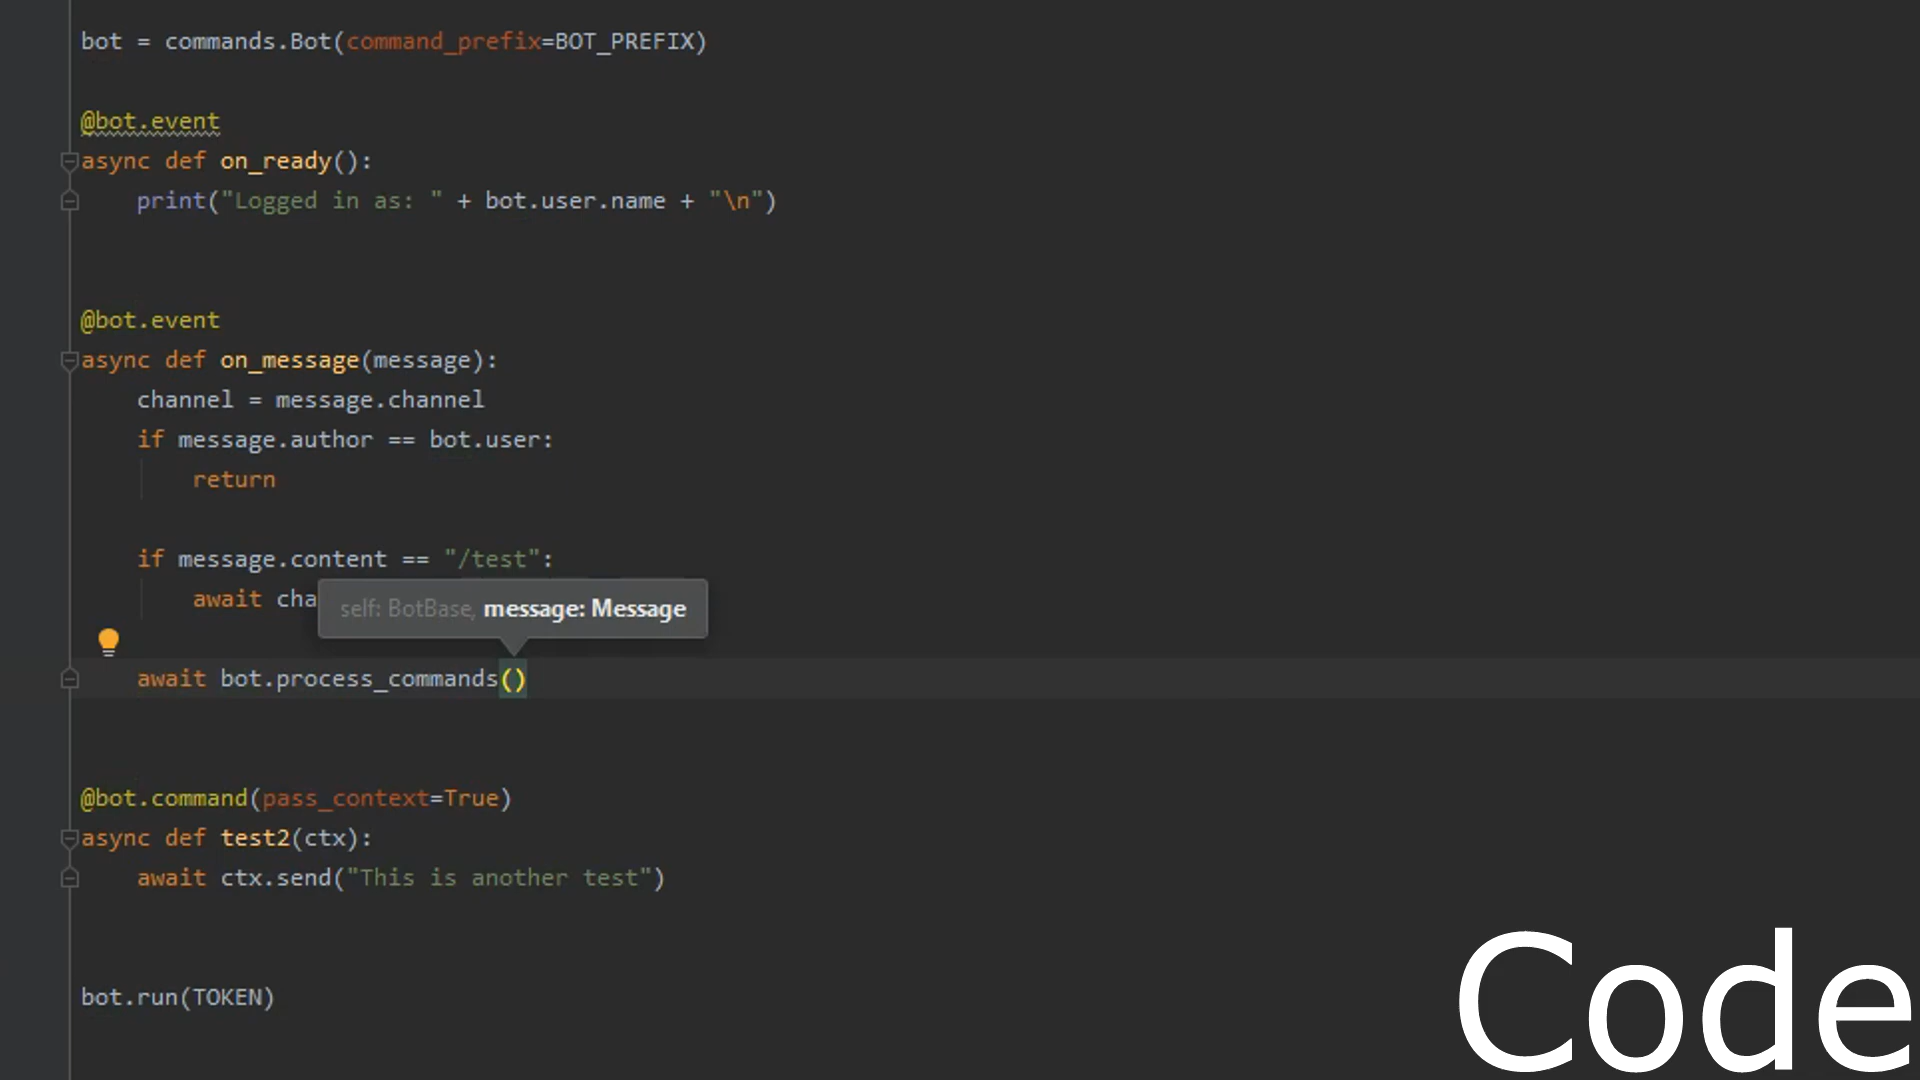 bot = commands.Bot(command_prefix=BOT_PREFIX)
@bot.event
async def on_ready():
print("Logged in as: " + bot.user.name + "\n")
@bot.event
async def on_message(message):
channel = message.channel
if message.author == bot.user:
return
if message.content == "/test":
await cha
self: BotBase, message: Message
await bot.process_commands()
@bot.command(pass_context=True)
async def test2(ctx):
await ctx.send("This is another test")
bot.run(TOKEN)
Code